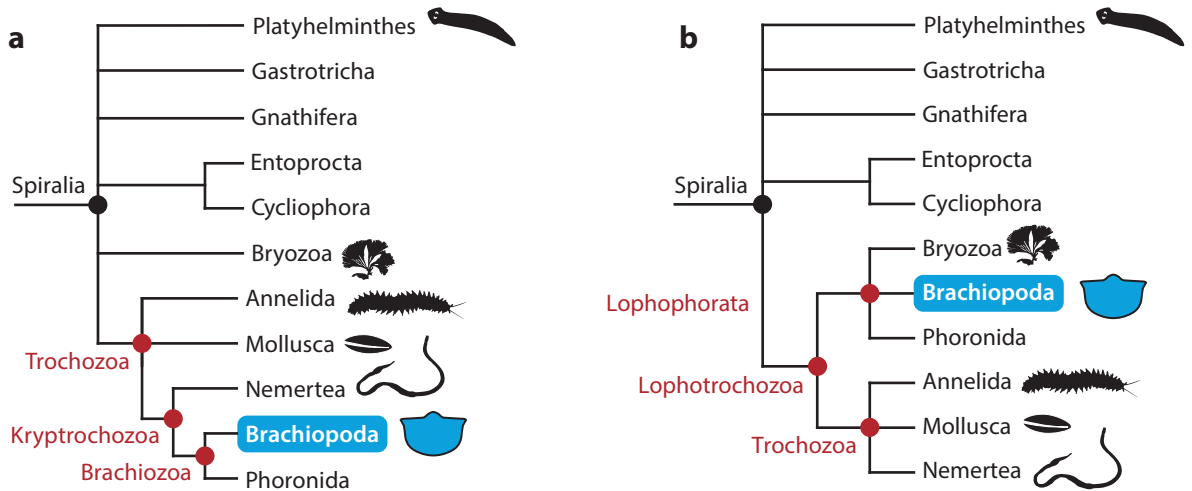 a
Platyhelminthes
Gastrotricha
Gnathifera
Entoprocta
Spiralia
Cycliophora
Bryozoa
Annelida
Mollusca
Trochozoa
Nemertea
Kryptrochozoa
Brachiopoda
Brachiozoa
Phoronida
b
Platyhelminthes
Gastrotricha
Gnathifera
Entoprocta
Spiralia
Cycliophora
Bryozoa
Brachiopoda
Lophophorata
Phoronida
Lophotrochozoa
Annelida
Mollusca
Trochozoa
Nemertea